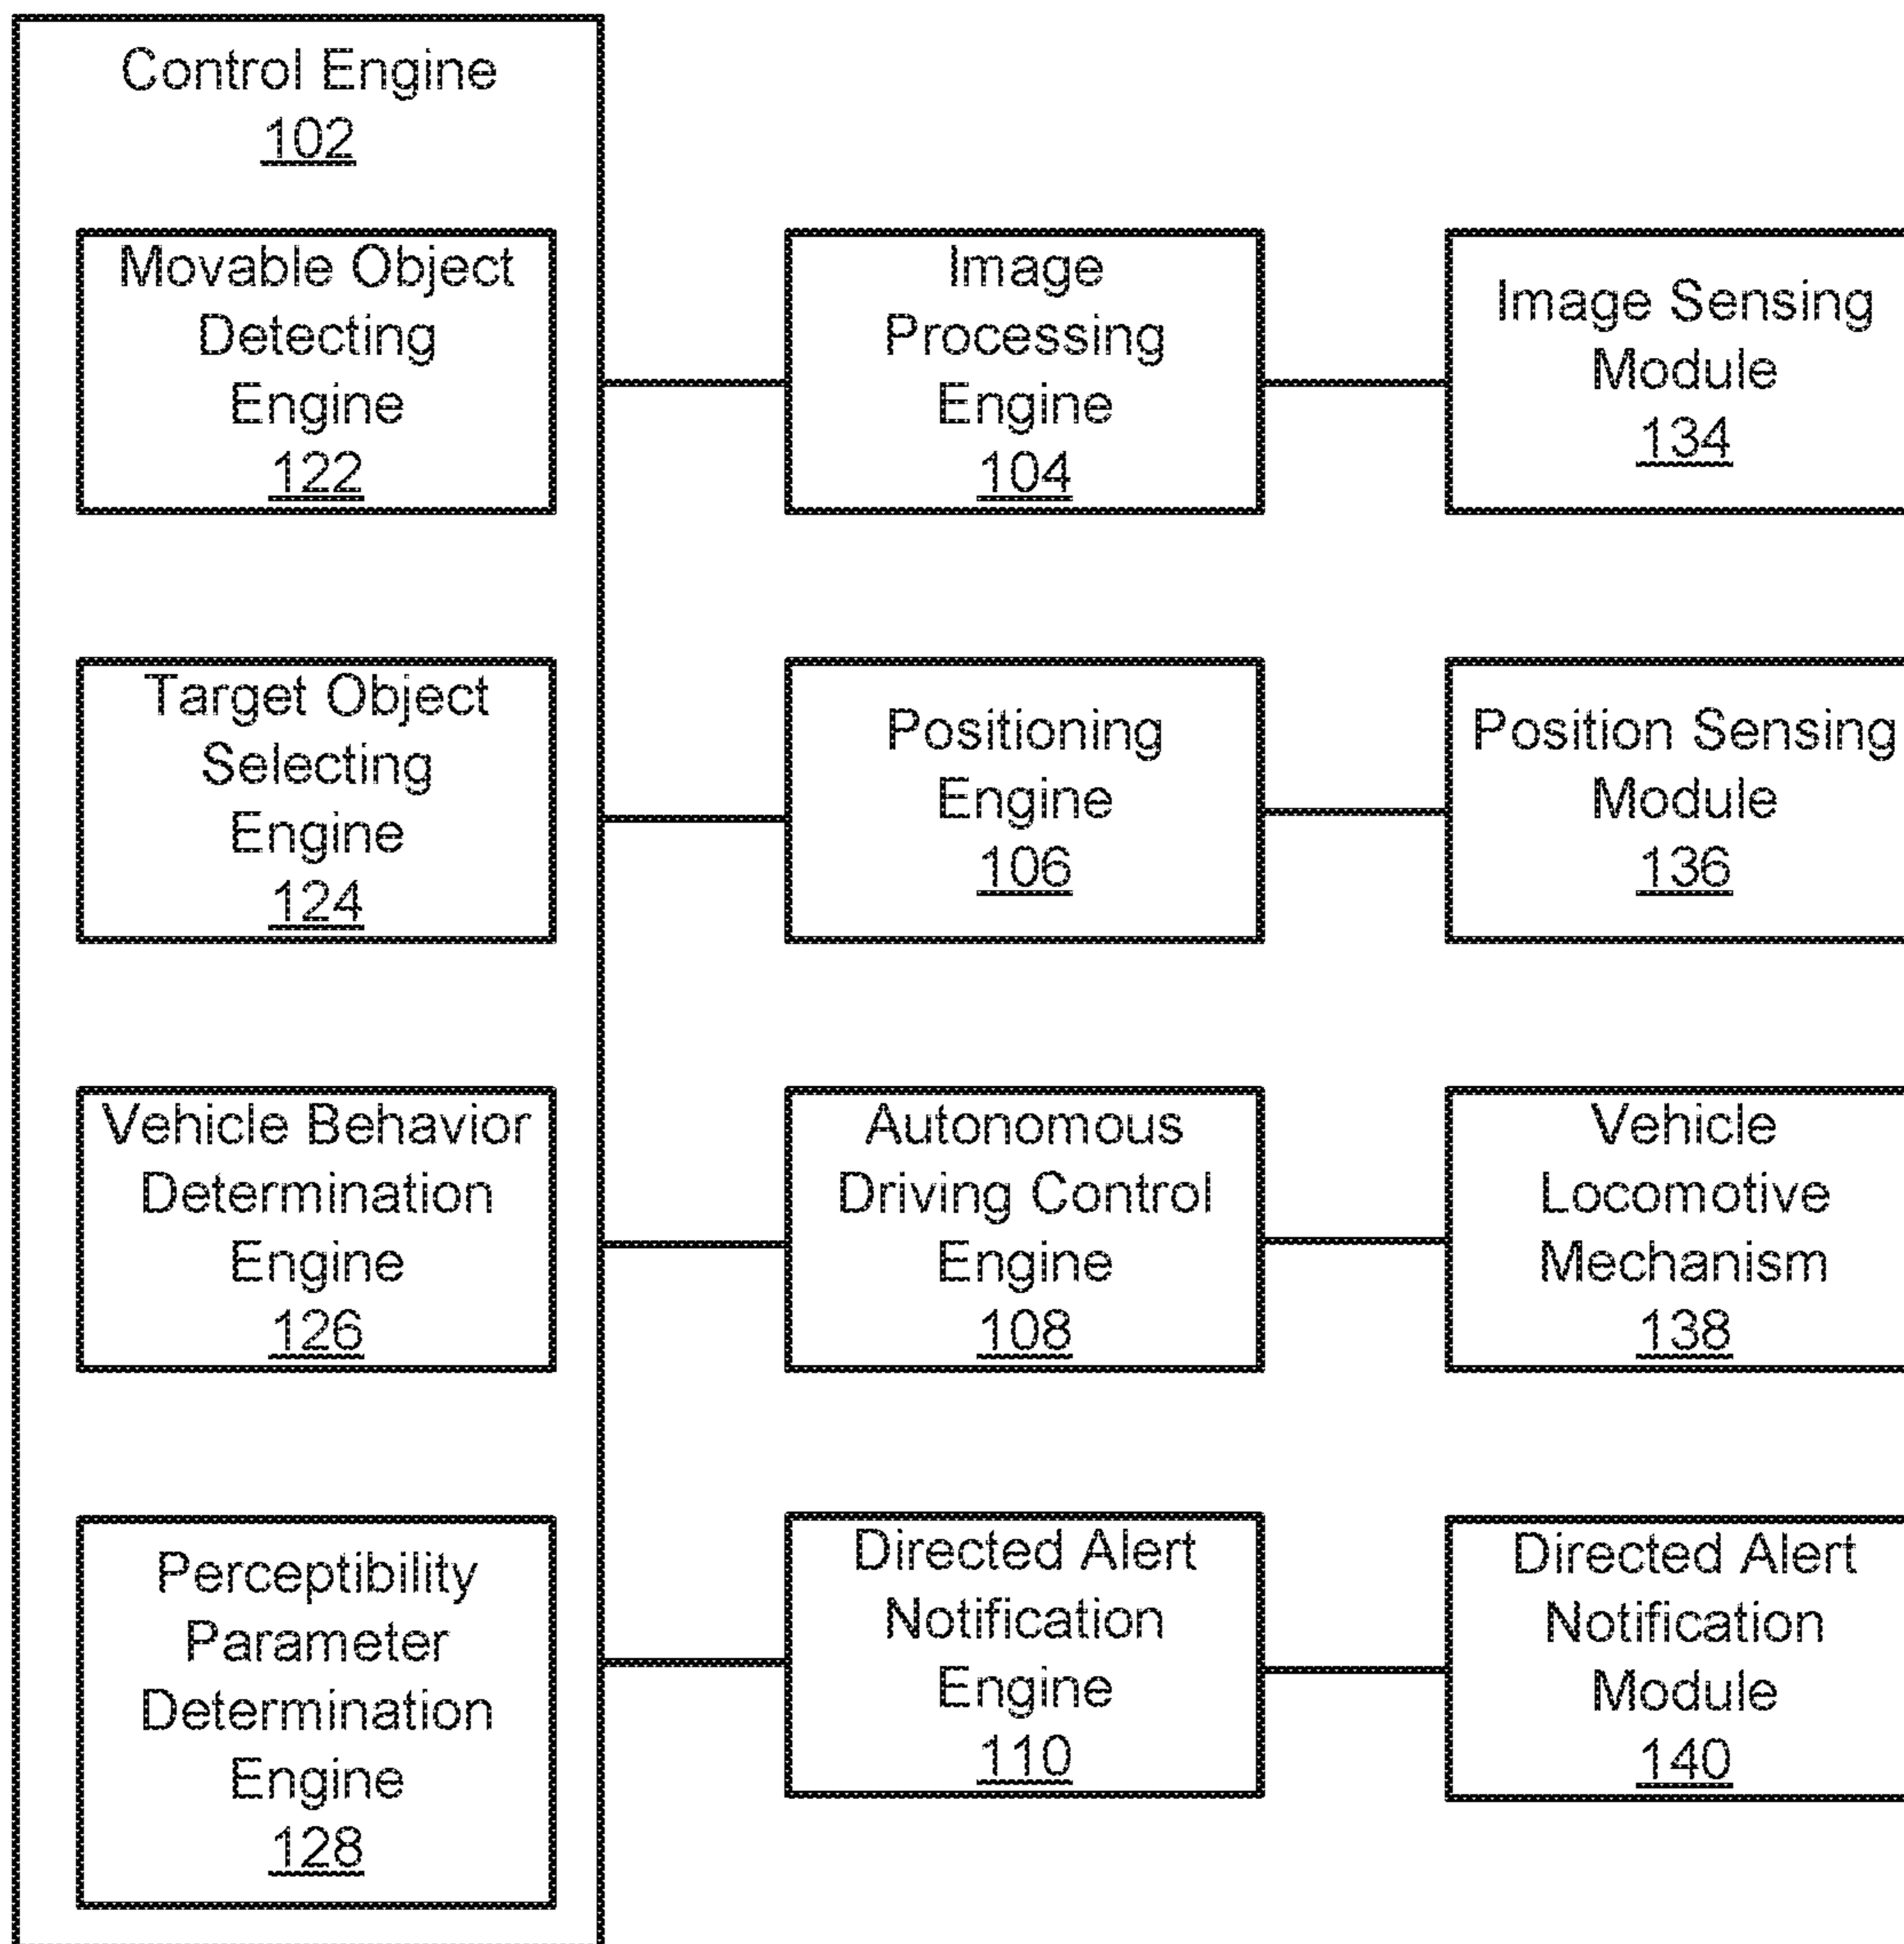 Control Engine
102
Movable Object
Detecting
Engine
122
Image
Processing
Engine
104
Image Sensing
Module
134
Target Object
Selecting
Engine
124
Positioning
Engine
106
Position Sensing
Module
136
Vehicle Behavior
Determination
Engine
126
Autonomous
Driving Control
Engine
108
Vehicle
Locomotive
Mechanism
138
Perceptibility
Parameter
Determination
Engine
128
Directed Alert
Notification
Engine
110
Directed Alert
Notification
Module
140